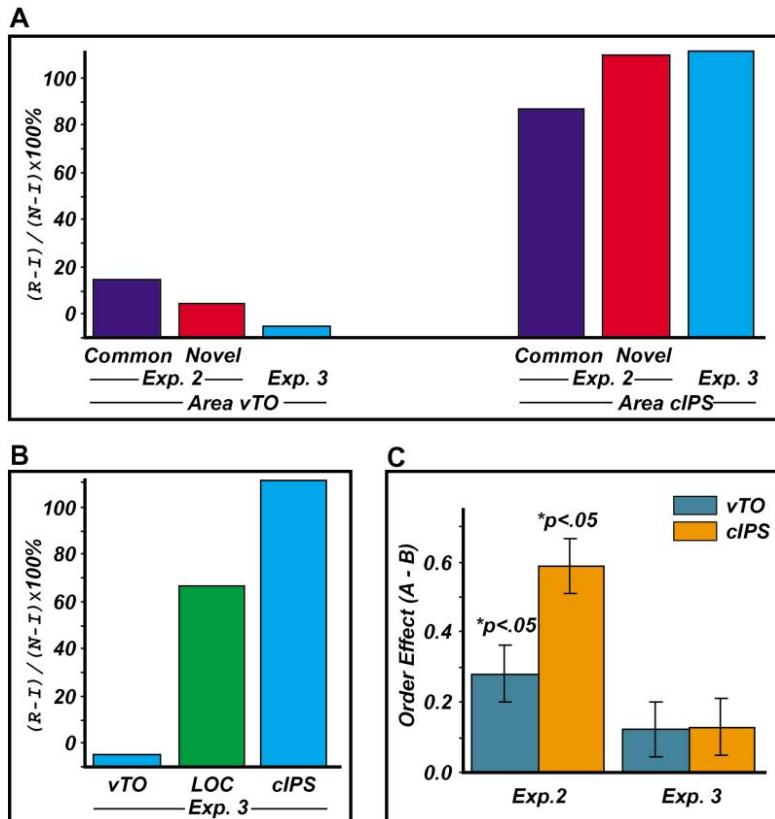 A
(R-I)/(N-I)x100%
100
80
60
40
20
0
Common Novel Common Novel
Exp. 2 Exp. 3 Exp. 2 Exp. 3
Area vTO Area cIPS
B
(R-I)/(N-I)x100%
100
80
60
40
20
0
vTO LOC cIPS
Exp. 3
C
vTO
cIPS
*p<.05
*p<.05
Order Effect (A - B)
0.6
0.4
0.2
0.0
Exp.2 Exp. 3